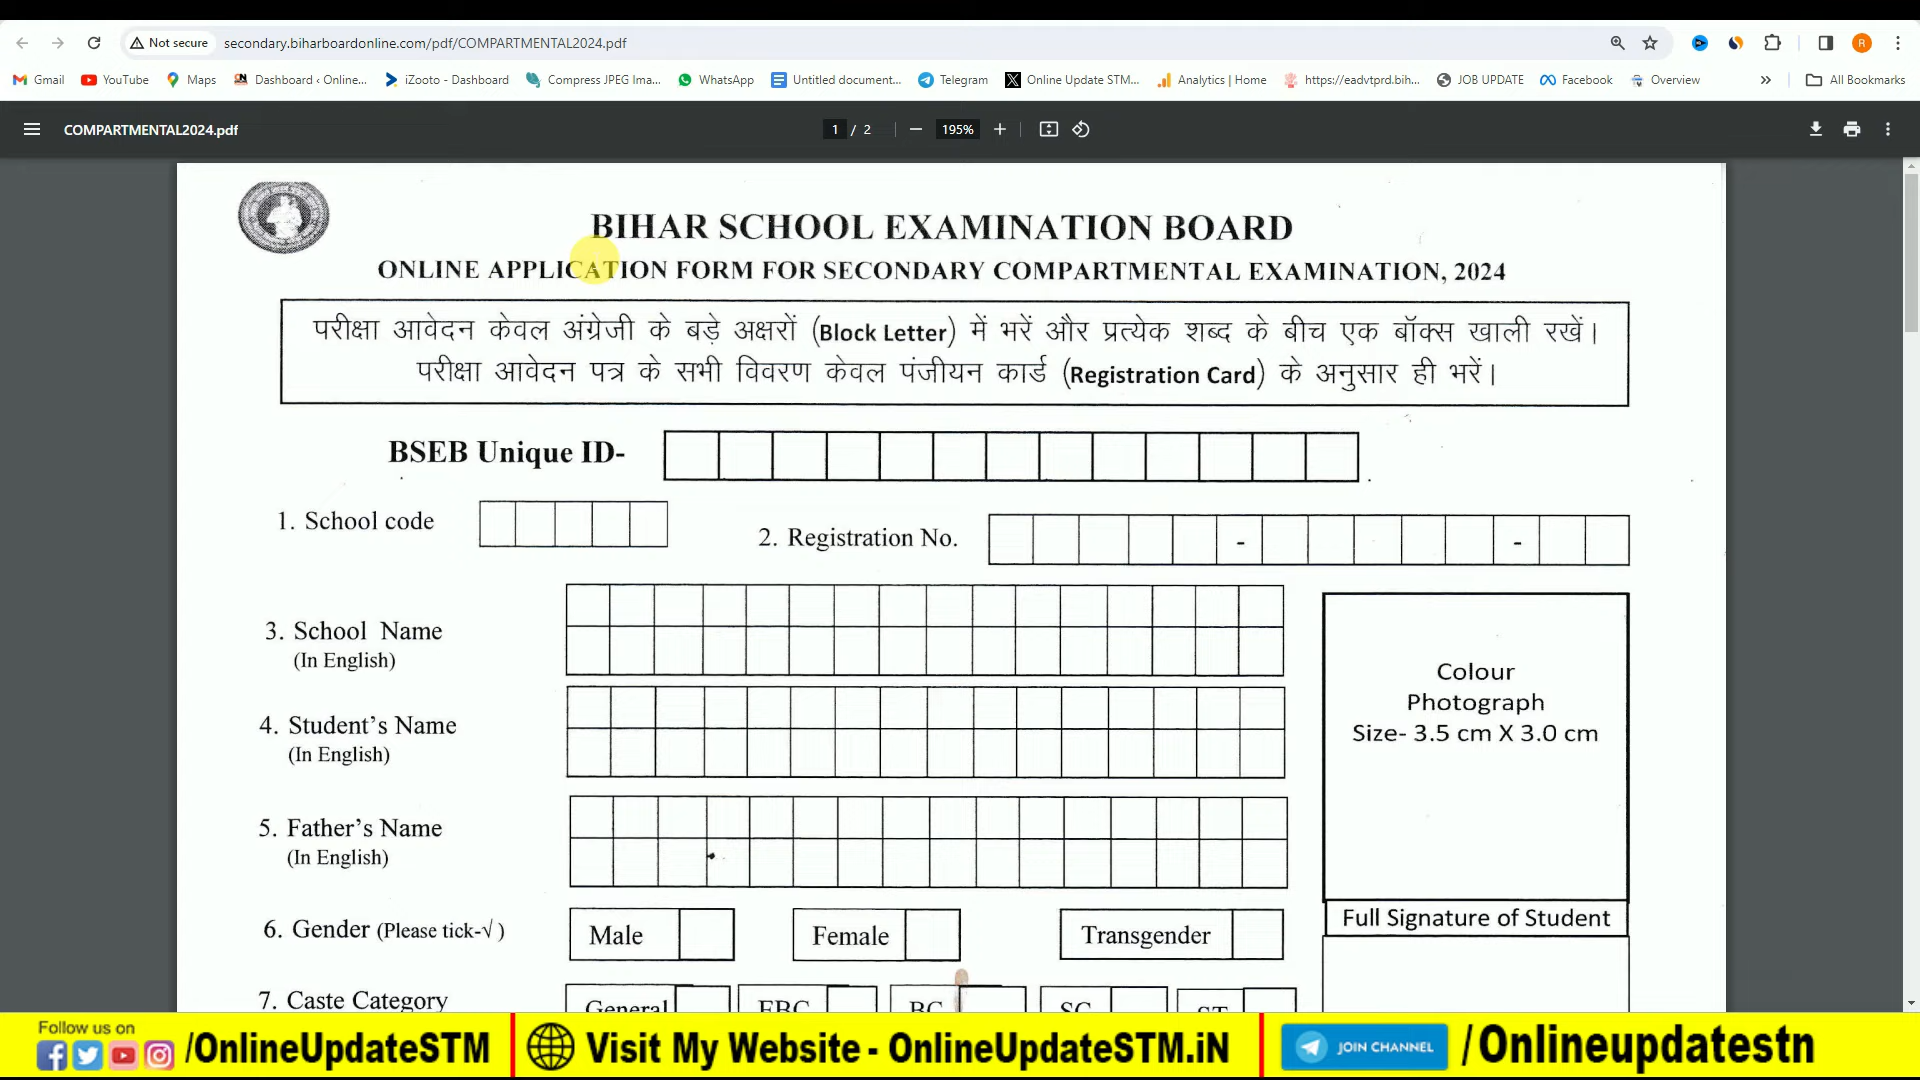 Not secure
secondary.biharboardonline.com/pdf/COMPARTMENTAL2024.pdf
R
Gmail
YouTube
Maps
Dashboard ‹ Online...
iZooto - Dashboard
Compress JPEG Ima...
WhatsApp
Untitled document...
Telegram
Online Update STM...
Analytics | Home
https://eadvtprd.bih...
JOB UPDATE
Facebook
Overview
»
All Bookmarks
COMPARTMENTAL2024.pdf
1 / 2
195%
BIHAR SCHOOL EXAMINATION BOARD
ONLINE APPLICATION FORM FOR SECONDARY COMPARTMENTAL EXAMINATION, 2024
परीक्षा आवेदन केवल अंग्रेजी के बड़े अक्षरों (Block Letter) में भरें और प्रत्येक शब्द के बीच एक बॉक्स खाली रखें।
परीक्षा आवेदन पत्र के सभी विवरण केवल पंजीयन कार्ड (Registration Card) के अनुसार ही भरें।
BSEB Unique ID-
1. School code
2. Registration No.
- -
3. School Name
(In English)
4. Student's Name
(In English)
5. Father's Name
(In English)
Colour
Photograph
Size- 3.5 cm X 3.0 cm
Full Signature of Student
6. Gender (Please tick-√ )
Male
Female
Transgender
7. Caste Category
General
EBC
BC
SC
ST
Follow us on
/OnlineUpdateSTM
Visit My Website - OnlineUpdateSTM.iN
JOIN CHANNEL
/Onlineupdatestn